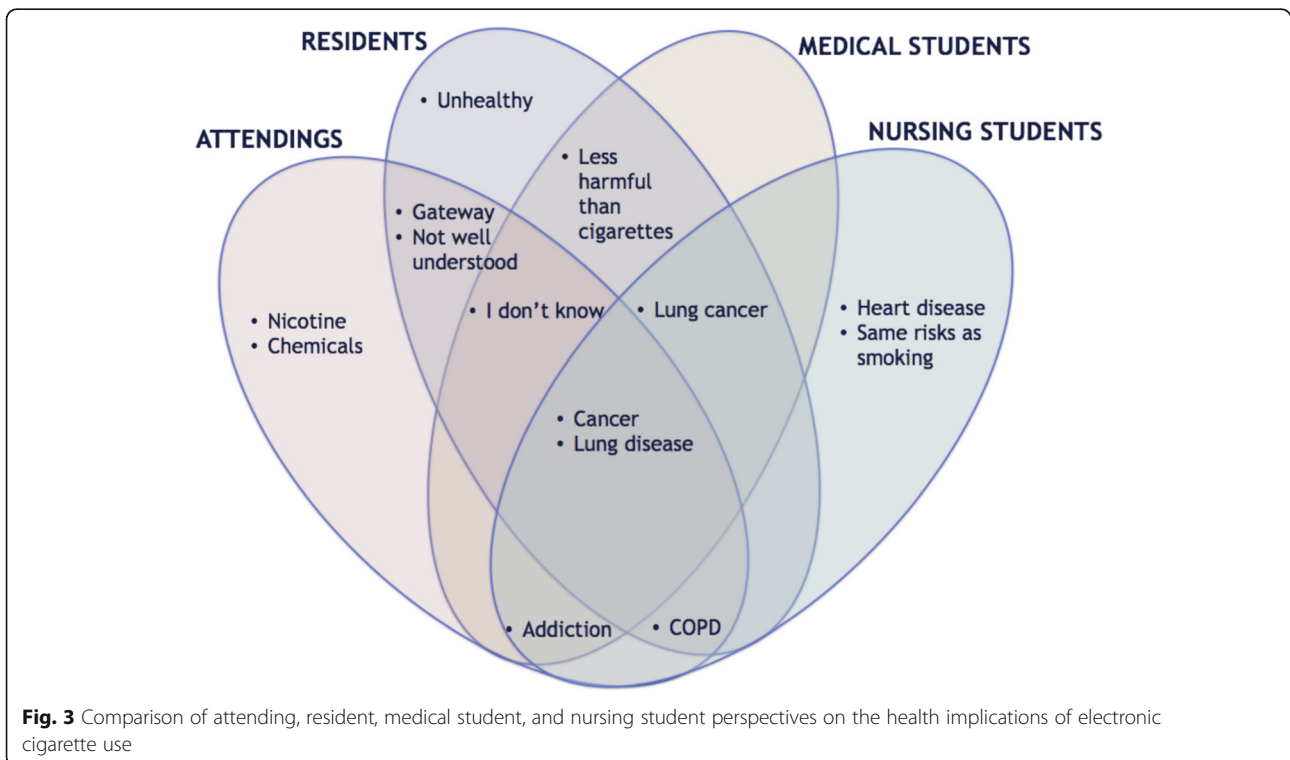 RESIDENTS
MEDICAL STUDENTS
• Unhealthy
ATTENDINGS
NURSING STUDENTS
• Less
harmful
than
cigarettes
• Gateway
• Not well
understood
• I don't know
• Lung cancer
• Heart disease
• Same risks as
smoking
• Nicotine
• Chemicals
• Cancer
• Lung disease
• Addiction
• COPD
Fig. 3 Comparison of attending, resident, medical student, and nursing student perspectives on the health implications of electronic
cigarette use